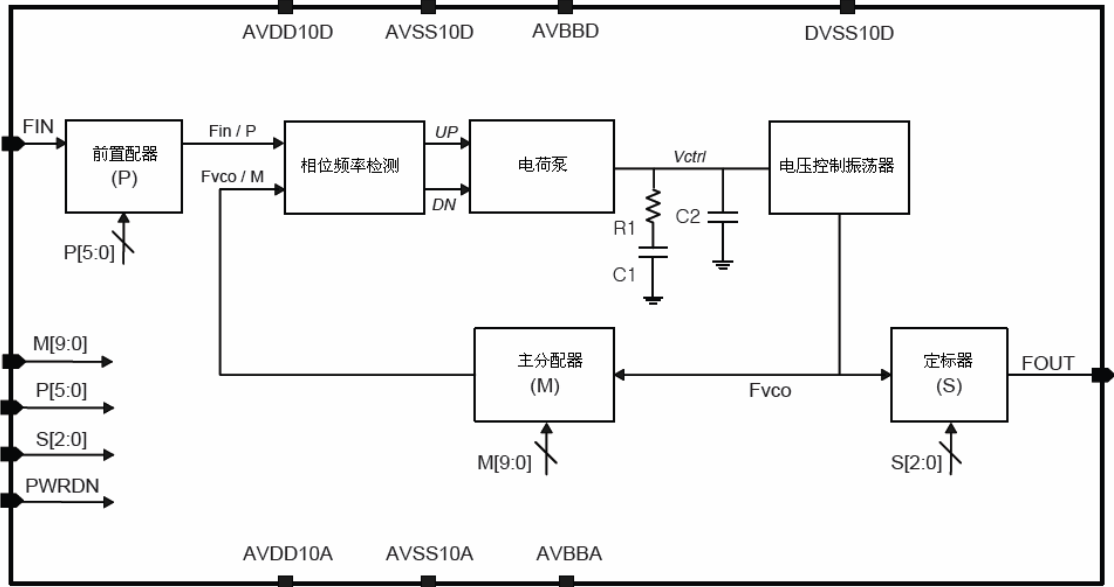 AVDD10D AVSS10D AVBBD DVSS10D
FIN
前置配器
(P)
Fin / P
Fvco / M
相位频率检测
UP
DN
电荷泵
Vctrl
电压控制振荡器
R1
C2
C1
P[5:0]
M[9:0]
P[5:0]
S[2:0]
PWRDN
主分配器
(M)
M[9:0]
Fvco
定标器
(S)
S[2:0]
FOUT
AVDD10A AVSS10A AVBBA